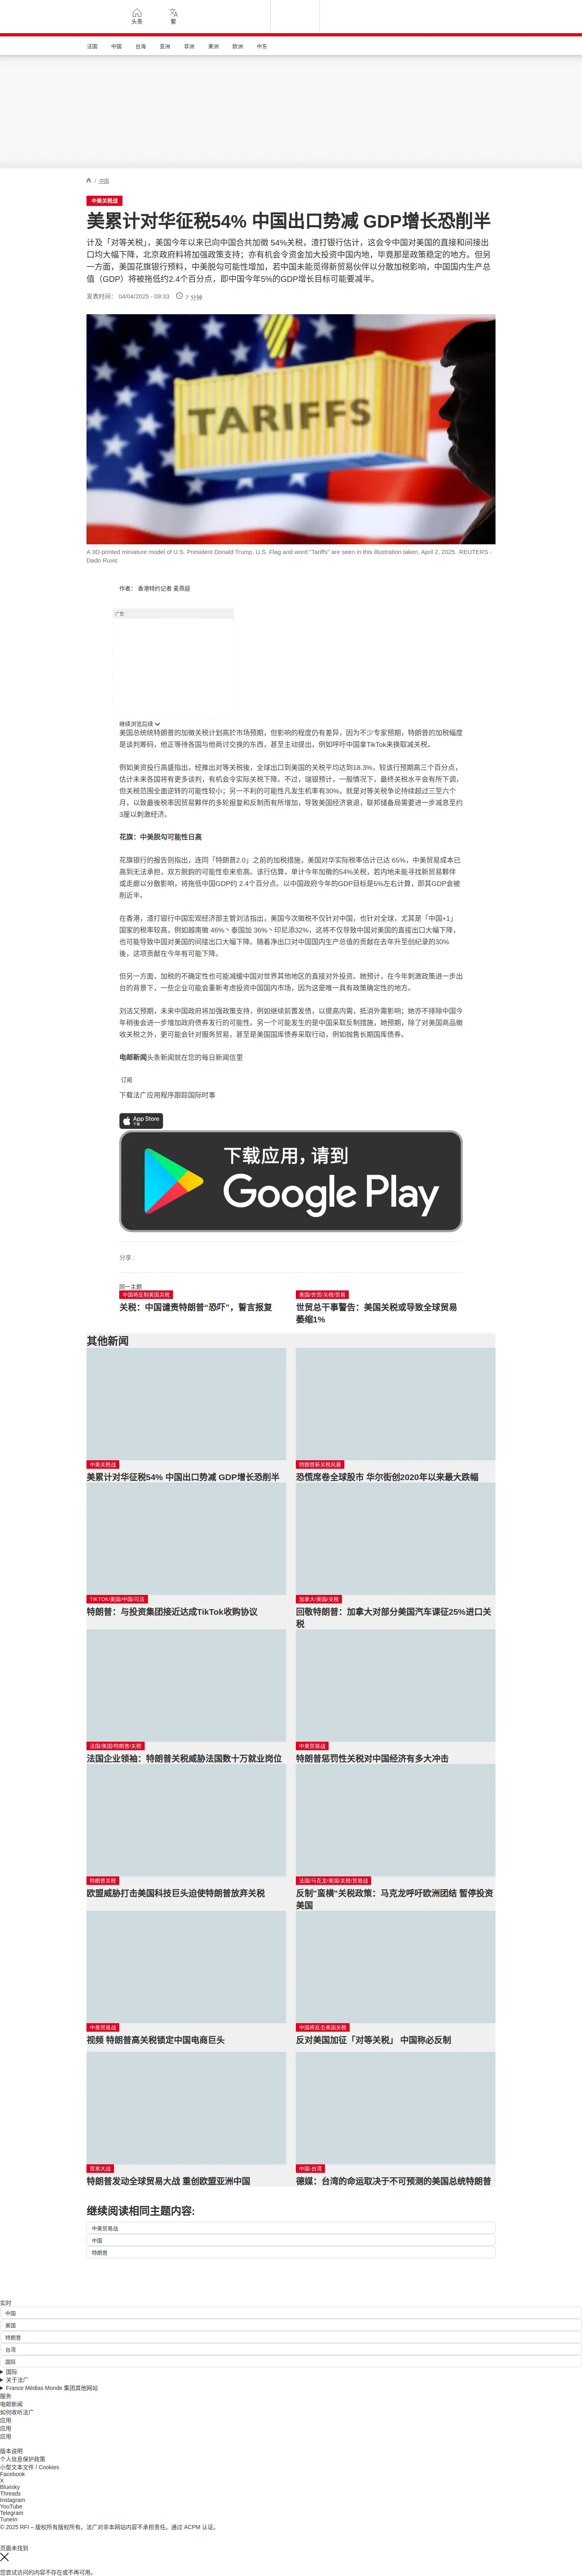 头条
繁
法国
中国
台海
亚洲
非洲
美洲
欧洲
中东
/ 中国
中美关税战
美累计对华征税54% 中国出口势减 GDP增长恐削半
计及「对等关税」，美国今年以来已向中国合共加徵 54%关税，渣打银行估计，这会令中国对美国的直接和间接出
口均大幅下降，北京政府料将加强政策支持；亦有机会令资金加大投资中国内地，毕竟那是政策稳定的地方。但另
一方面，美国花旗银行预料，中美脱勾可能性增加，若中国未能觅得新贸易伙伴以分散加税影响，中国国内生产总
值（GDP）将被拖低约2.4个百分点，即中国今年5%的GDP增长目标可能要减半。
发表时间： 04/04/2025 - 09:33
7 分钟
TARIFFS
A 3D-printed miniature model of U.S. President Donald Trump, U.S. Flag and word "Tariffs" are seen in this illustration taken, April 2, 2025. REUTERS -
Dado Ruvic
作者： 香港特约记者 麦燕庭
广告
继续浏览后续
美国总统统特朗普的加徵关税计划高於市场预期，但影响的程度仍有差异，因为不少专家预期，特朗普的加税幅度
是谈判筹码，他正等待各国与他商讨交换的东西，甚至主动提出，例如呼吁中国拿TikTok来换取减关税。
例如美资投行高盛指出，经推出对等关税後，全球出口到美国的关税平均达到18.3%，较该行预期高三个百分点，
估计未来各国将有更多谈判，有机会令实际关税下降。不过，瑞银预计，一般情况下，最终关税水平会有所下调，
但关税范围全面逆转的可能性较小；另一不利的可能性凡发生机率有30%，就是对等关税争论持续超过三至六个
月，以致最後税率因贸易夥伴的多轮报复和反制而有所增加，导致美国经济衰退，联邦储备局需要进一步减息至约
3厘以刺激经济。
花旗：中美脱勾可能性日高
花旗银行的报告则指出，连同「特朗普2.0」之前的加税措施，美国对华实际税率估计已达 65%，中美贸易成本已
高到无法承担，双方脱鈎的可能性愈来愈高。该行估算，单计今年加徵的54%关税，若内地未能寻找新贸易夥伴
或走廊以分散影响，将拖低中国GDP约 2.4个百分点。以中国政府今年的GDP目标是5%左右计算，即其GDP会被
削近半。
在香港，渣打银行中国宏观经济部主管刘洁指出，美国今次徵税不仅针对中国，也针对全球，尤其是「中国+1」
国家的税率较高，例如越南徵 46%丶泰国加 36%丶印尼添32%，这将不仅导致中国对美国的直接出口大幅下降，
也可能导致中国对美国的间接出口大幅下降。随着净出口对中国国内生产总值的贡献在去年升至创纪录的30%
後，这项贡献在今年有可能下降。
但另一方面，加税的不确定性也可能减缓中国对世界其他地区的直接对外投资。她预计，在今年刺激政策进一步出
台的背景下，一些企业可能会重新考虑投资中国国内市场，因为这是唯一具有政策确定性的地方。
刘洁又预期，未来中国政府将加强政策支持，例如继续前置发债，以提高内需，抵消外需影响；她亦不排除中国今
年稍後会进一步增加政府债券发行的可能性。另一个可能发生的是中国采取反制措施，她预期，除了对美国商品徵
收关税之外，更可能会针对服务贸易，甚至是美国国库债券采取行动，例如抛售长期国库债券。
电邮新闻头条新闻就在您的每日新闻信里
订阅
下载法广应用程序跟踪国际时事
App Store
下载
下载应用，请到
Google Play
分享 :
同一主题
中国将反制美国关税
关税：中国谴责特朗普“恐吓”，誓言报复
美国/世贸/关税/贸易
世贸总干事警告：美国关税或导致全球贸易
萎缩1%
其他新闻
中美关税战
美累计对华征税54% 中国出口势减 GDP增长恐削半
特朗普新关税风暴
恐慌席卷全球股市 华尔街创2020年以来最大跌幅
TIKTOK/美国/中国/司法
特朗普：与投资集团接近达成TikTok收购协议
加拿大/美国/关税
回敬特朗普：加拿大对部分美国汽车课征25%进口关
税
法国/美国/特朗普/关税
法国企业领袖：特朗普关税威胁法国数十万就业岗位
中美贸易战
特朗普惩罚性关税对中国经济有多大冲击
特朗普关税
欧盟威胁打击美国科技巨头迫使特朗普放弃关税
法国/马克龙/美国/关税/贸易战
反制"蛮横"关税政策：马克龙呼吁欧洲团结 暂停投资
美国
中美贸易战
视频 特朗普高关税锁定中国电商巨头
中国将反击美国关税
反对美国加征「对等关税」 中国称必反制
贸易大战
特朗普发动全球贸易大战 重创欧盟亚洲中国
中国·台湾
德媒：台湾的命运取决于不可预测的美国总统特朗普
继续阅读相同主题内容:
中美贸易战
中国
特朗普
实时
中国
美国
特朗普
台湾
国际
国际
关于法广
France Médias Monde 集团其他网站
服务
电邮新闻
如何收听法广
应用
应用
应用
版本说明
个人信息保护政策
小型文本文件 / Cookies
Facebook
X
Bluesky
Threads
Instagram
YouTube
Telegram
TuneIn
© 2025 RFI – 版权所有版权所有。法广对非本网站内容不承担责任。通过 ACPM 认证。
页面未找到
您尝试访问的内容不存在或不再可用。